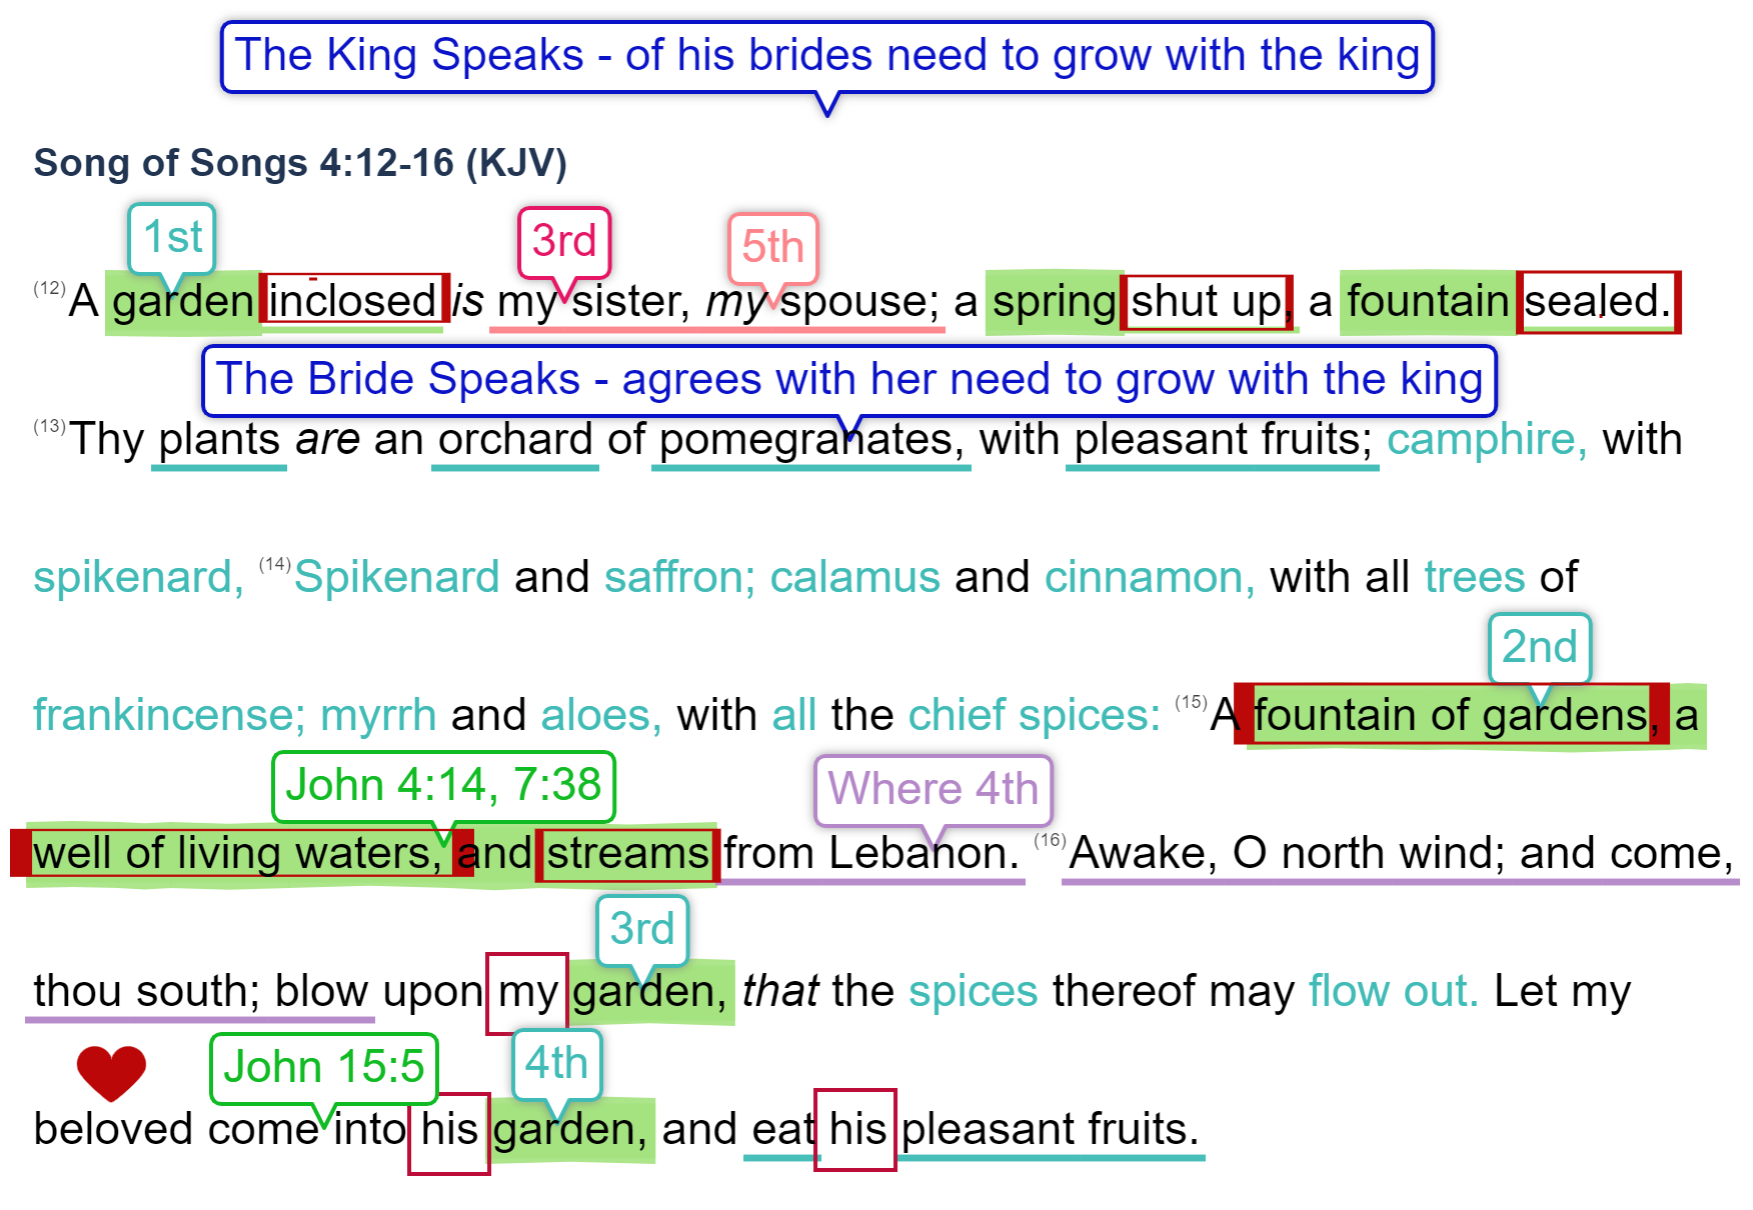 The King Speaks - of his brides need to grow with the king
Song of Songs 4:12-16 (KJV)
1st 3rd 5th
(12) A garden inclosed is my sister, my spouse; a spring shut up, a fountain sealed.
The Bride Speaks - agrees with her need to grow with the king
(13) Thy plants are an orchard of pomegranates, with pleasant fruits; camphire, with
spikenard, (14) Spikenard and saffron; calamus and cinnamon, with all trees of
2nd
frankincense; myrrh and aloes, with all the chief spices: (15) A fountain of gardens, a
John 4:14, 7:38 Where 4th
well of living waters, and streams from Lebanon. (16) Awake, O north wind; and come,
3rd
thou south; blow upon my garden, that the spices thereof may flow out. Let my
John 15:5 4th
beloved come into his garden, and eat his pleasant fruits.